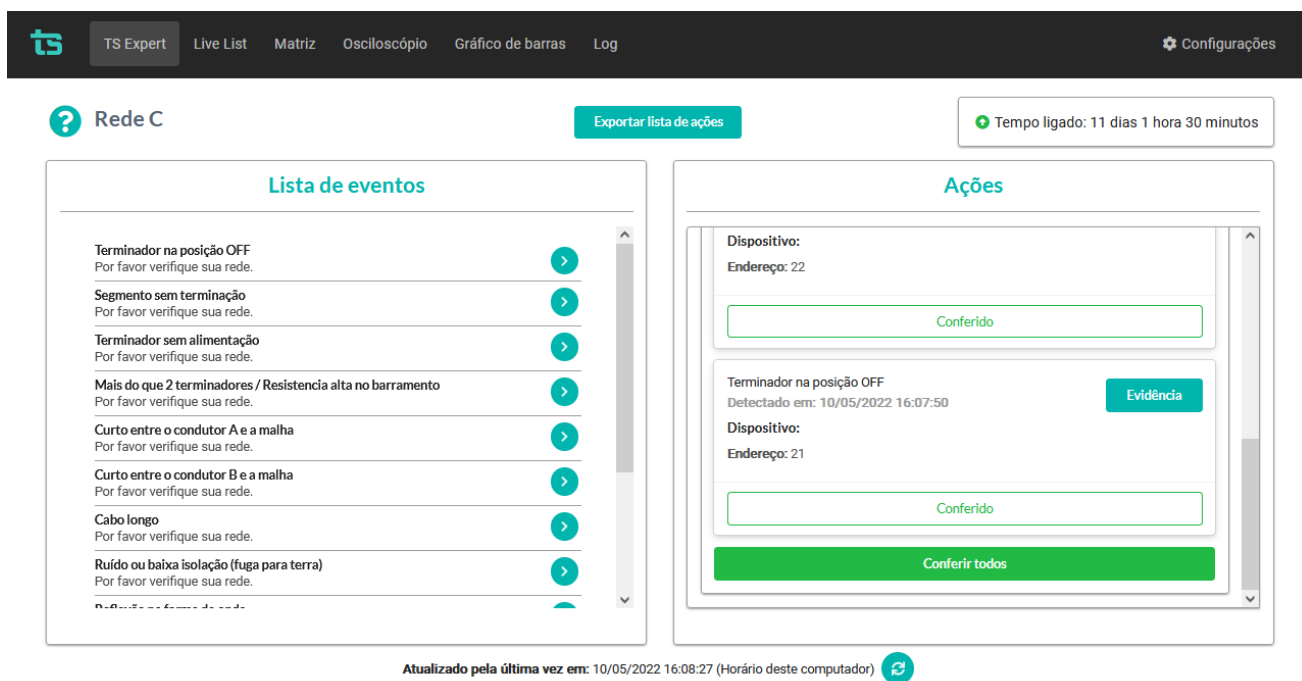 ts
TS Expert
Live List
Matriz
Osciloscópio
Gráfico de barras
Log
Configurações
?
Rede C
Exportar lista de ações
Tempo ligado: 11 dias 1 hora 30 minutos
Lista de eventos
Terminador na posição OFF
Por favor verifique sua rede.
Segmento sem terminação
Por favor verifique sua rede.
Terminador sem alimentação
Por favor verifique sua rede.
Mais do que 2 terminadores / Resistencia alta no barramento
Por favor verifique sua rede.
Curto entre o condutor A e a malha
Por favor verifique sua rede.
Curto entre o condutor B e a malha
Por favor verifique sua rede.
Cabo longo
Por favor verifique sua rede.
Ruído ou baixa isolação (fuga para terra)
Por favor verifique sua rede.
Ações
Dispositivo:
Endereço: 22
Conferido
Terminador na posição OFF
Detectado em: 10/05/2022 16:07:50
Evidência
Dispositivo:
Endereço: 21
Conferido
Conferir todos
Atualizado pela última vez em: 10/05/2022 16:08:27 (Horário deste computador)